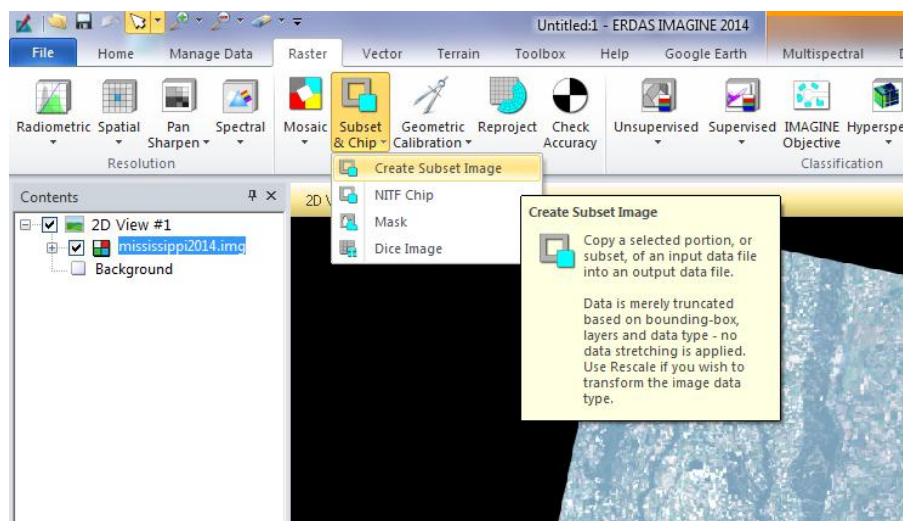 Untitled:1 - ERDAS IMAGINE 2014
File Home Manage Data Raster Vector Terrain Toolbox Help Google Earth Multispectral
Radiometric Spatial Pan Sharpen Spectral Mosaic Subset & Chip Geometric Calibration Reproject Check Accuracy Unsupervised Supervised IMAGINE Objective Hyperspe
Resolution Classification
Create Subset Image
NITF Chip
Mask
Dice Image
Contents
2D V
2D View #1
mississippi2014.img
Background
Create Subset Image
Copy a selected portion, or
subset, of an input data file
into an output data file.
Data is merely truncated
based on bounding-box,
layers and data type - no
data stretching is applied.
Use Rescale if you wish to
transform the image data
type.